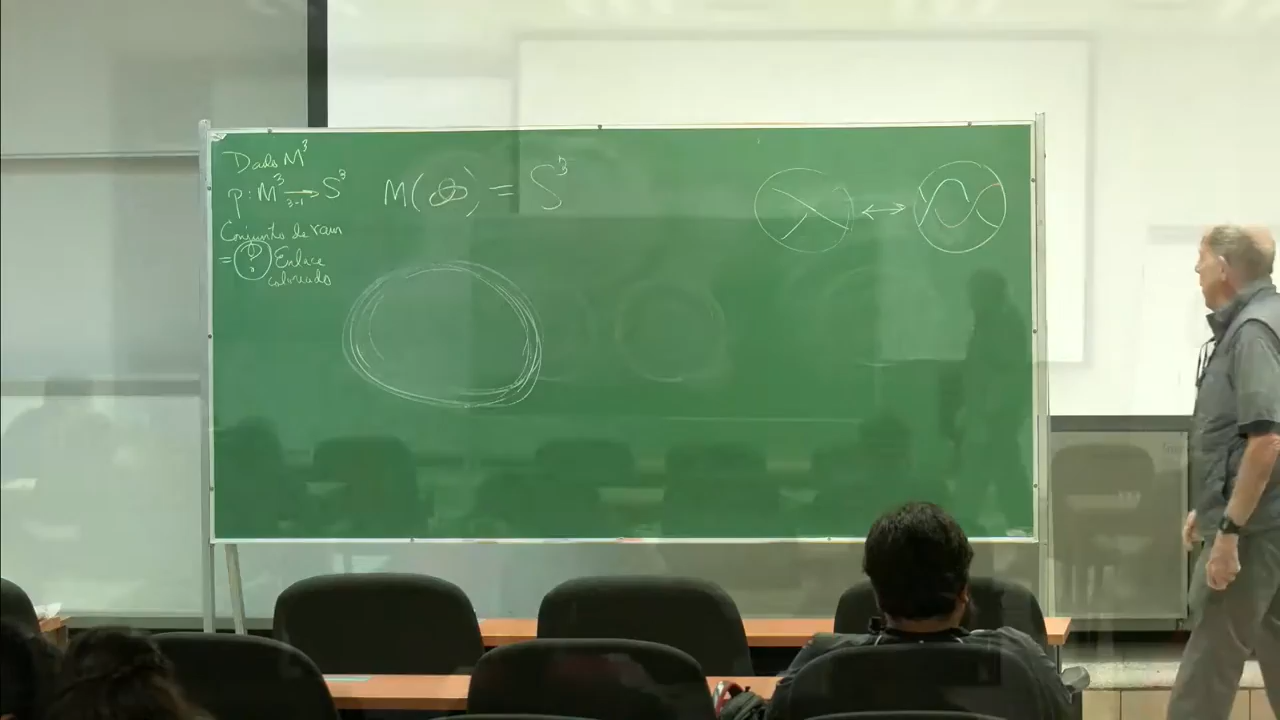 Dado M³
p: M³ →3-1 S³
Conjunto de ram
= Enlace
coloreado
M( ) = S³